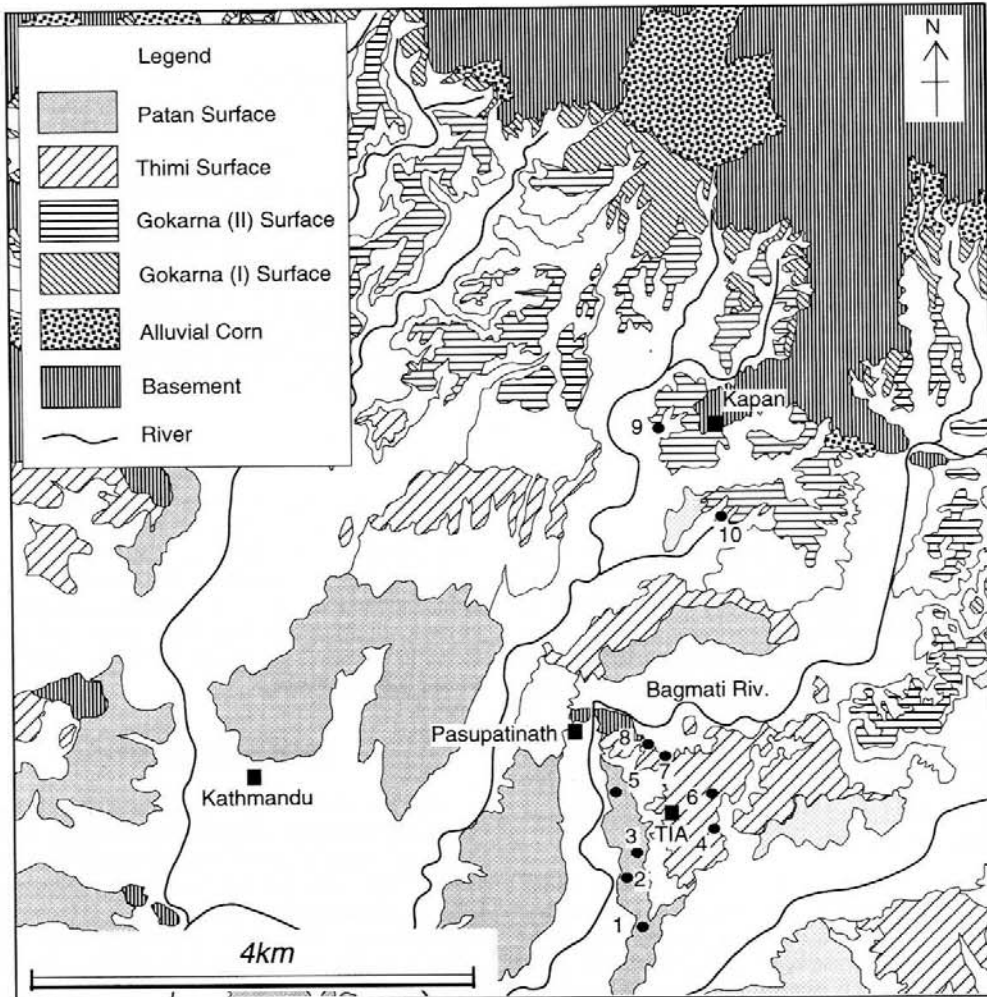 Legend
Patan Surface
Thimi Surface
Gokarna (II) Surface
Gokarna (I) Surface
Alluvial Corn
Basement
River
N
Kapan
9
10
Bagmati Riv.
Pasupatinath
8
7
Kathmandu
5
6
TIA
4
3
2
1
4km